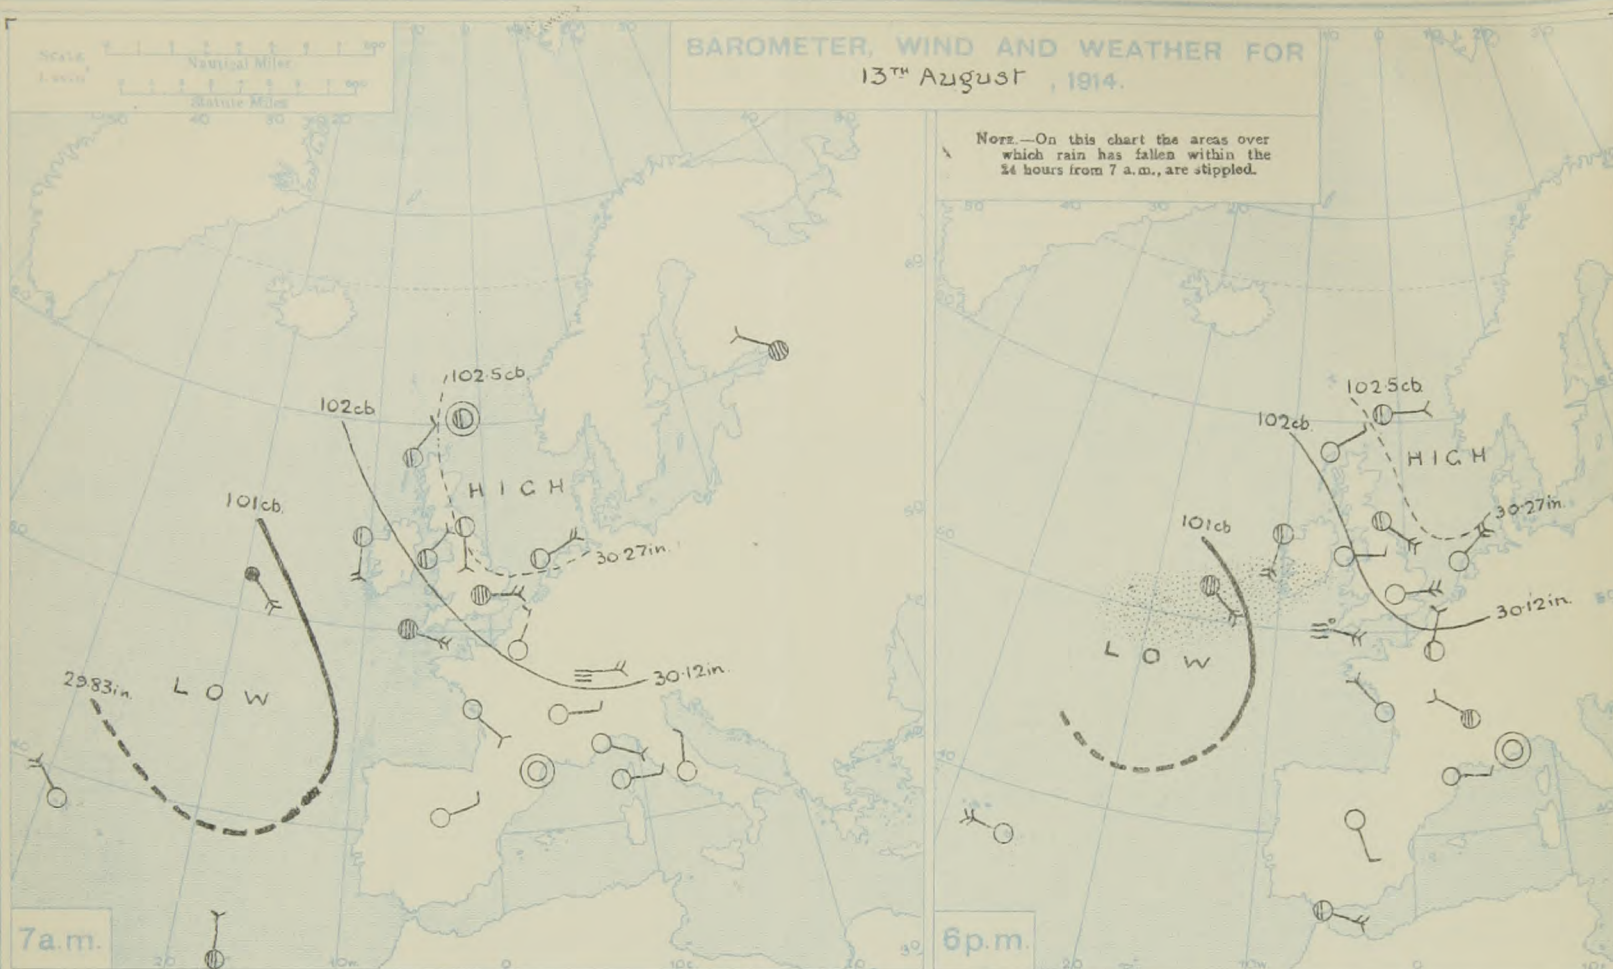 Scale
Nautical Miles
Statute Miles
BAROMETER, WIND AND WEATHER FOR
13TH August, 1914.
NOTE.—On this chart the areas over
which rain has fallen within the
24 hours from 7 a.m., are stippled.
102.5cb.
102cb.
HIGH
101cb.
30.27in.
29.83in.
LOW
30.12in.
7a.m.
102.5cb.
102cb.
HIGH
30.27in.
101cb
30.12in.
LOW
6p.m.